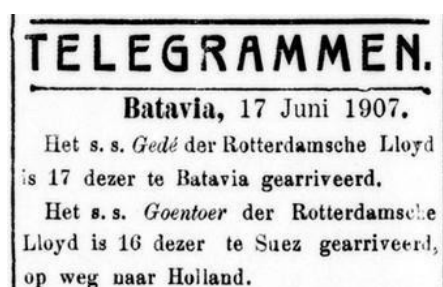 TELEGRAMMEN.
Batavia, 17 Juni 1907.
Het s. s. Gedé der Rotterdamsche Lloyd
is 17 dezer te Batavia gearriveerd.
Het s. s. Goentoer der Rotterdamsche
Lloyd is 16 dezer te Suez gearriveerd,
op weg naar Holland.